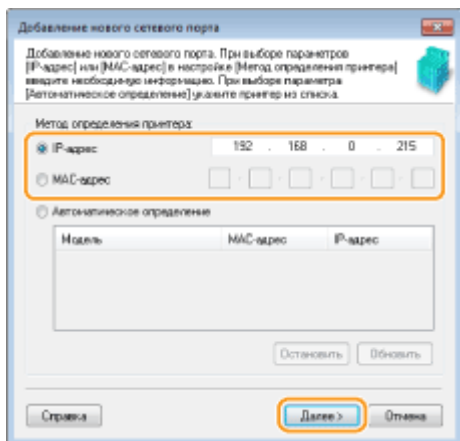 Добавление нового сетевого порта
Добавление нового сетевого порта. При выборе параметров
[IP-адрес] или [MAC-адрес] в настройке [Метод определения принтера]
введите необходимую информацию. При выборе параметра
[Автоматическое определение] укажите принтер из списка.
Метод определения принтера:
IP-адрес 192 . 168 . 0 . 215
MAC-адрес - - - - -
Автоматическое определение
Модель MAC-адрес IP-адрес
Остановить Обновить
Справка Далее > Отмена